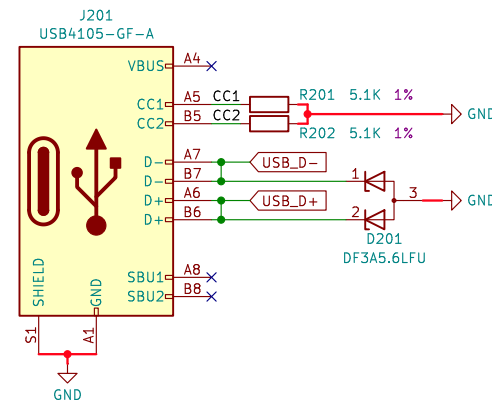 J201
USB4105-GF-A
VBUS A4
CC1 A5 CC1 R201 5.1K 1%
CC2 B5 CC2 R202 5.1K 1%
GND
D- A7 USB_D-
D- B7 1
D+ A6 USB_D+ 3 GND
D+ B6 2
D201
DF3A5.6LFU
SBU1 A8
SBU2 B8
SHIELD GND
S1 A1
GND